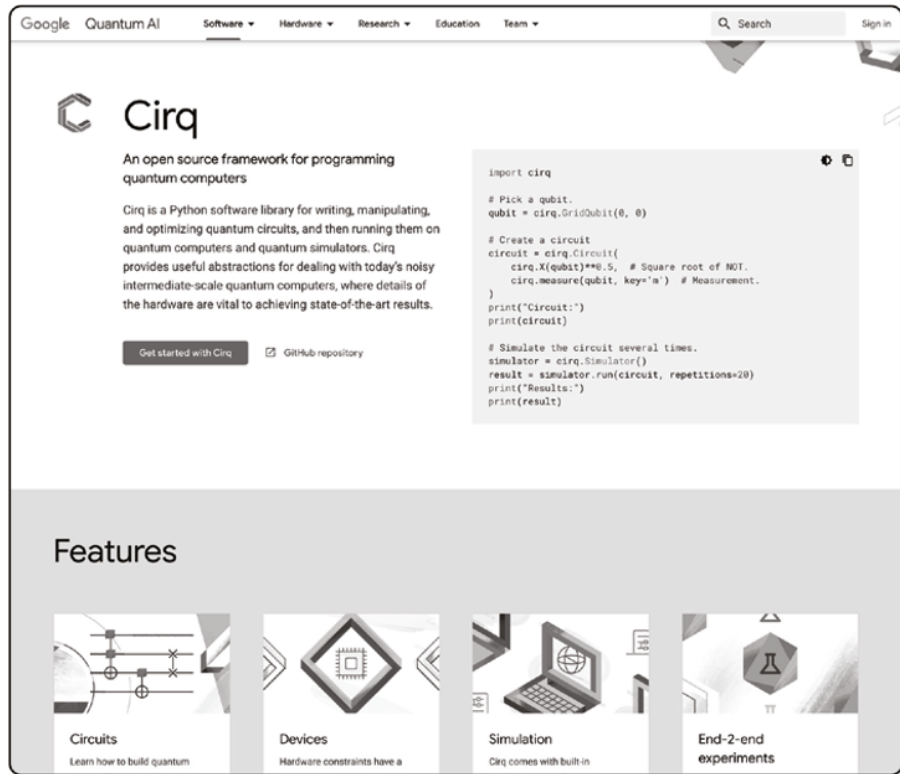 Google Quantum AI Software Hardware Research Education Team Search Sign in
Cirq
An open source framework for programming
quantum computers
Cirq is a Python software library for writing, manipulating,
and optimizing quantum circuits, and then running them on
quantum computers and quantum simulators. Cirq
provides useful abstractions for dealing with today's noisy
intermediate-scale quantum computers, where details of
the hardware are vital to achieving state-of-the-art results.
Get started with Cirq GitHub repository
import cirq
# Pick a qubit.
qubit = cirq.GridQubit(0, 0)
# Create a circuit
circuit = cirq.Circuit(
    cirq.X(qubit)**0.5,  # Square root of NOT.
    cirq.measure(qubit, key='m')  # Measurement.
)
print("Circuit:")
print(circuit)
# Simulate the circuit several times.
simulator = cirq.Simulator()
result = simulator.run(circuit, repetitions=20)
print("Results:")
print(result)
Features
Circuits
Learn how to build quantum
Devices
Hardware constraints have a
Simulation
Cirq comes with built-in
End-2-end
experiments